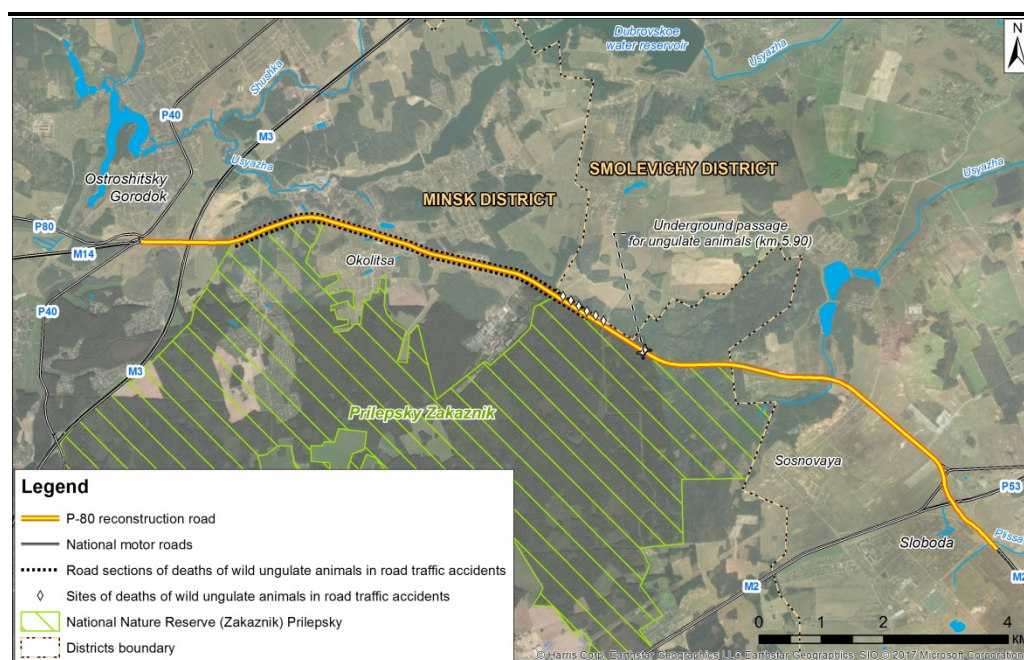 N
Dubrovskoe
water reservoir
Usyazha
Shushka
P40
M3
Usyazha
Usyazha
Ostroshitsky
Gorodok
SMOLEVICHY DISTRICT
MINSK DISTRICT
P80
Underground passage
for ungulate animals (km 5.90)
M14
Okolitsa
P40
M3
Prilepsky Zakaznik
Sosnovaya
P53
Sloboda
Plissa
M2
M2
Legend
P-80 reconstruction road
National motor roads
Road sections of deaths of wild ungulate animals in road traffic accidents
Sites of deaths of wild ungulate animals in road traffic accidents
National Nature Reserve (Zakaznik) Prilepsky
Districts boundary
0 1 2 4
KM
© Harris Corp, Earthstar Geographics LLC Earthstar Geographics SIO © 2017 Microsoft Corporation